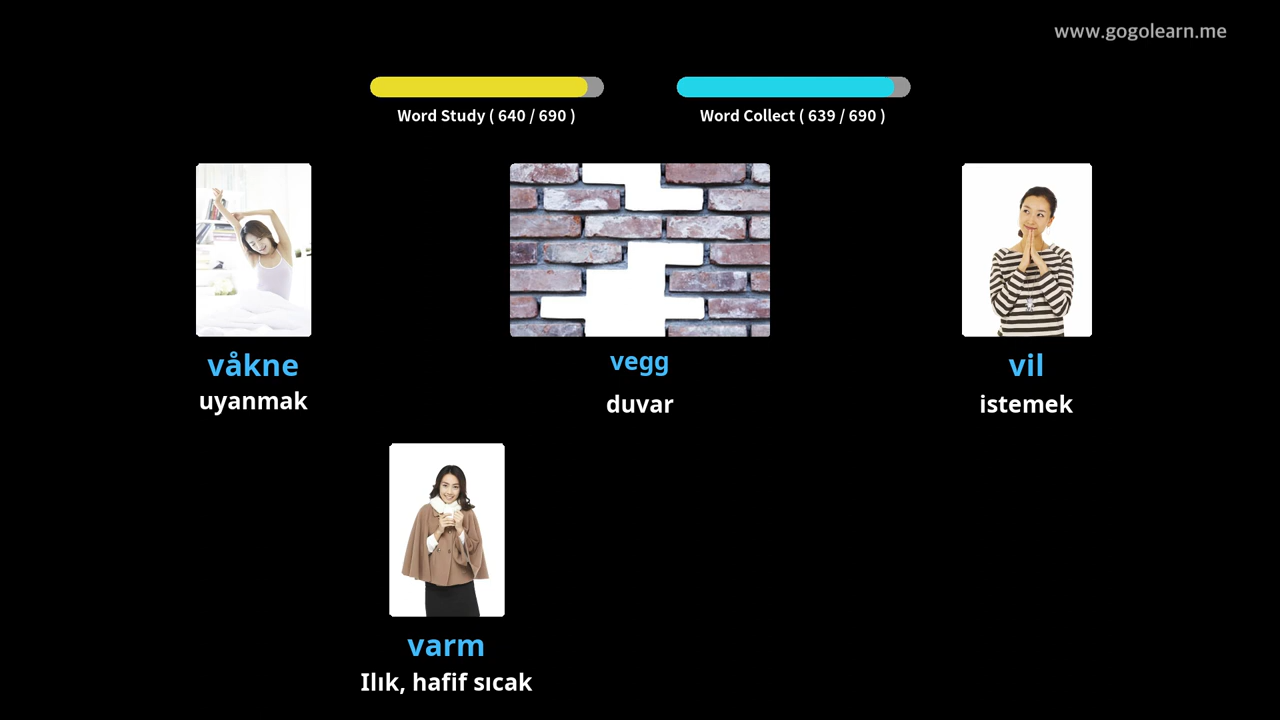 www.gogolearn.me
Word Study ( 640 / 690 )
Word Collect ( 639 / 690 )
våkne
uyanmak
vegg
duvar
vil
istemek
varm
Ilık, hafif sıcak